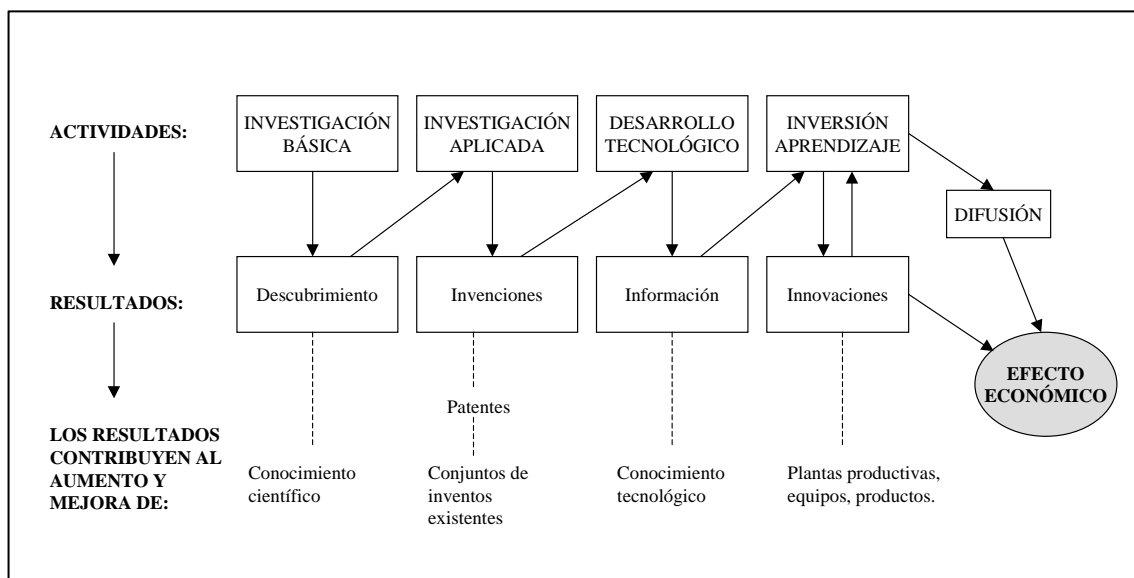 ACTIVIDADES:
INVESTIGACIÓN
BÁSICA
INVESTIGACIÓN
APLICADA
DESARROLLO
TECNOLÓGICO
INVERSIÓN
APRENDIZAJE
DIFUSIÓN
RESULTADOS:
Descubrimiento
Invenciones
Información
Innovaciones
EFECTO
ECONÓMICO
Patentes
LOS RESULTADOS
CONTRIBUYEN AL
AUMENTO Y
MEJORA DE:
Conocimiento
científico
Conjuntos de
inventos
existentes
Conocimiento
tecnológico
Plantas productivas,
equipos, productos.